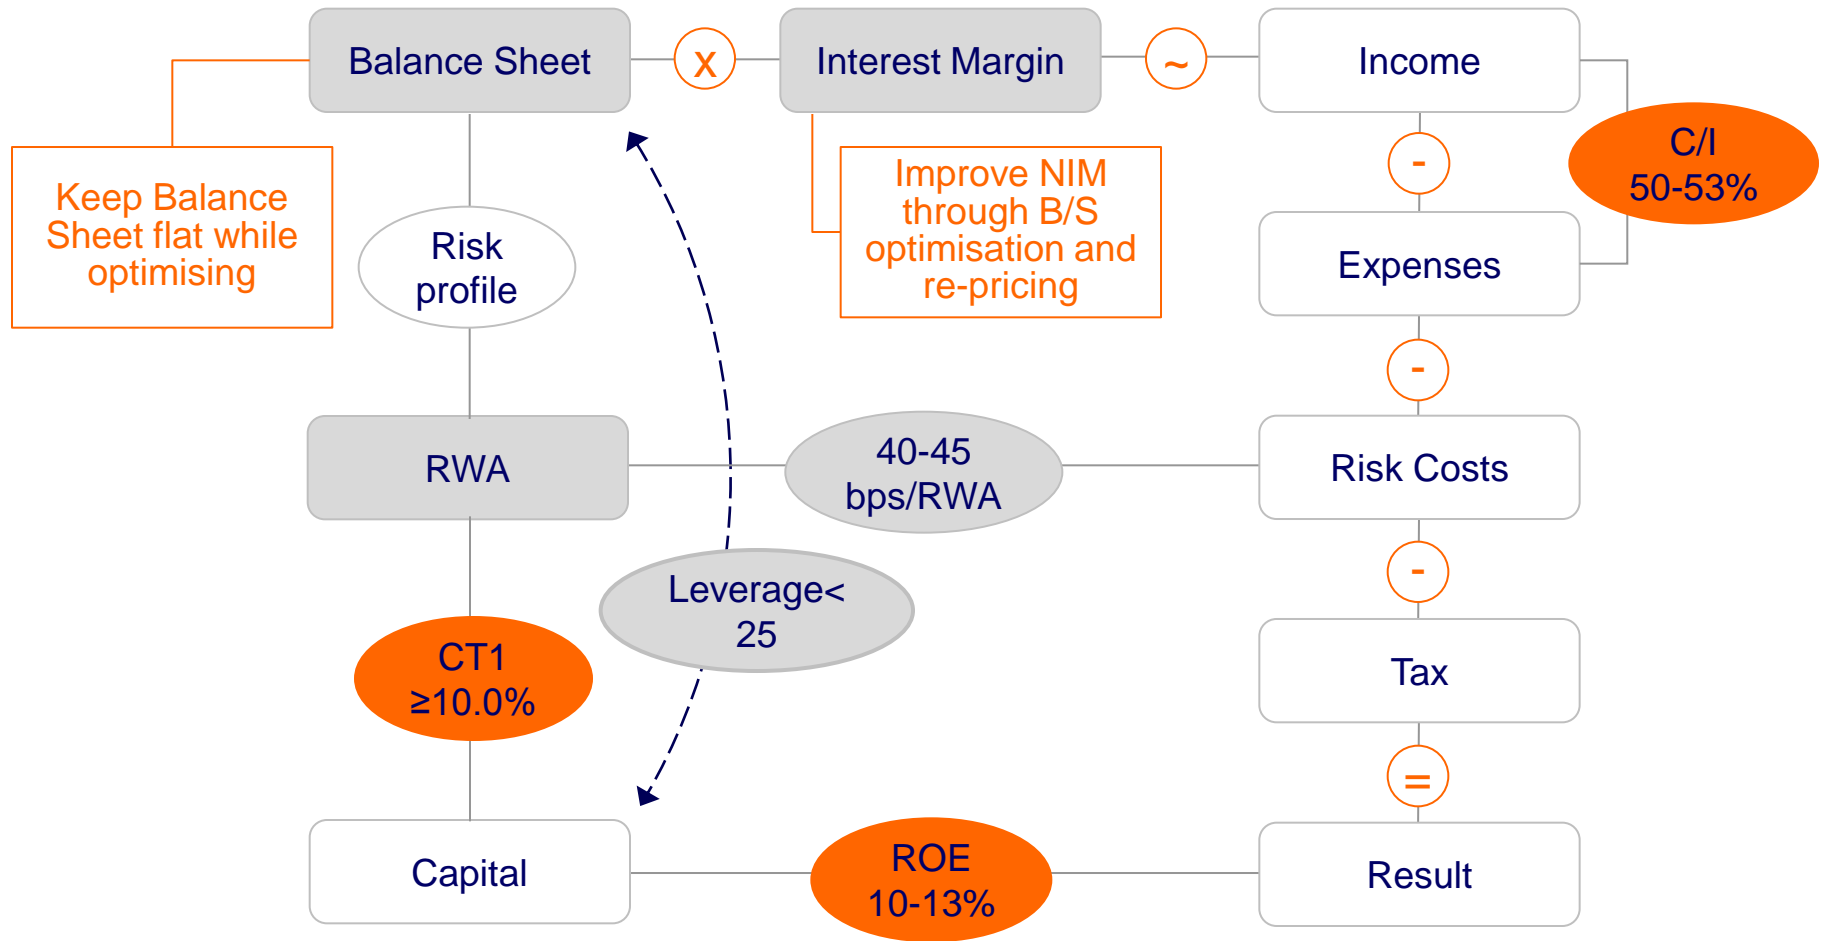 Balance Sheet
x
Interest Margin
~
Income
C/I
50-53%
-
Keep Balance
Sheet flat while
optimising
Improve NIM
through B/S
optimisation and
re-pricing
Risk
profile
Expenses
-
RWA
40-45
bps/RWA
Risk Costs
-
Leverage<
25
CT1
≥10.0%
Tax
=
Capital
ROE
10-13%
Result